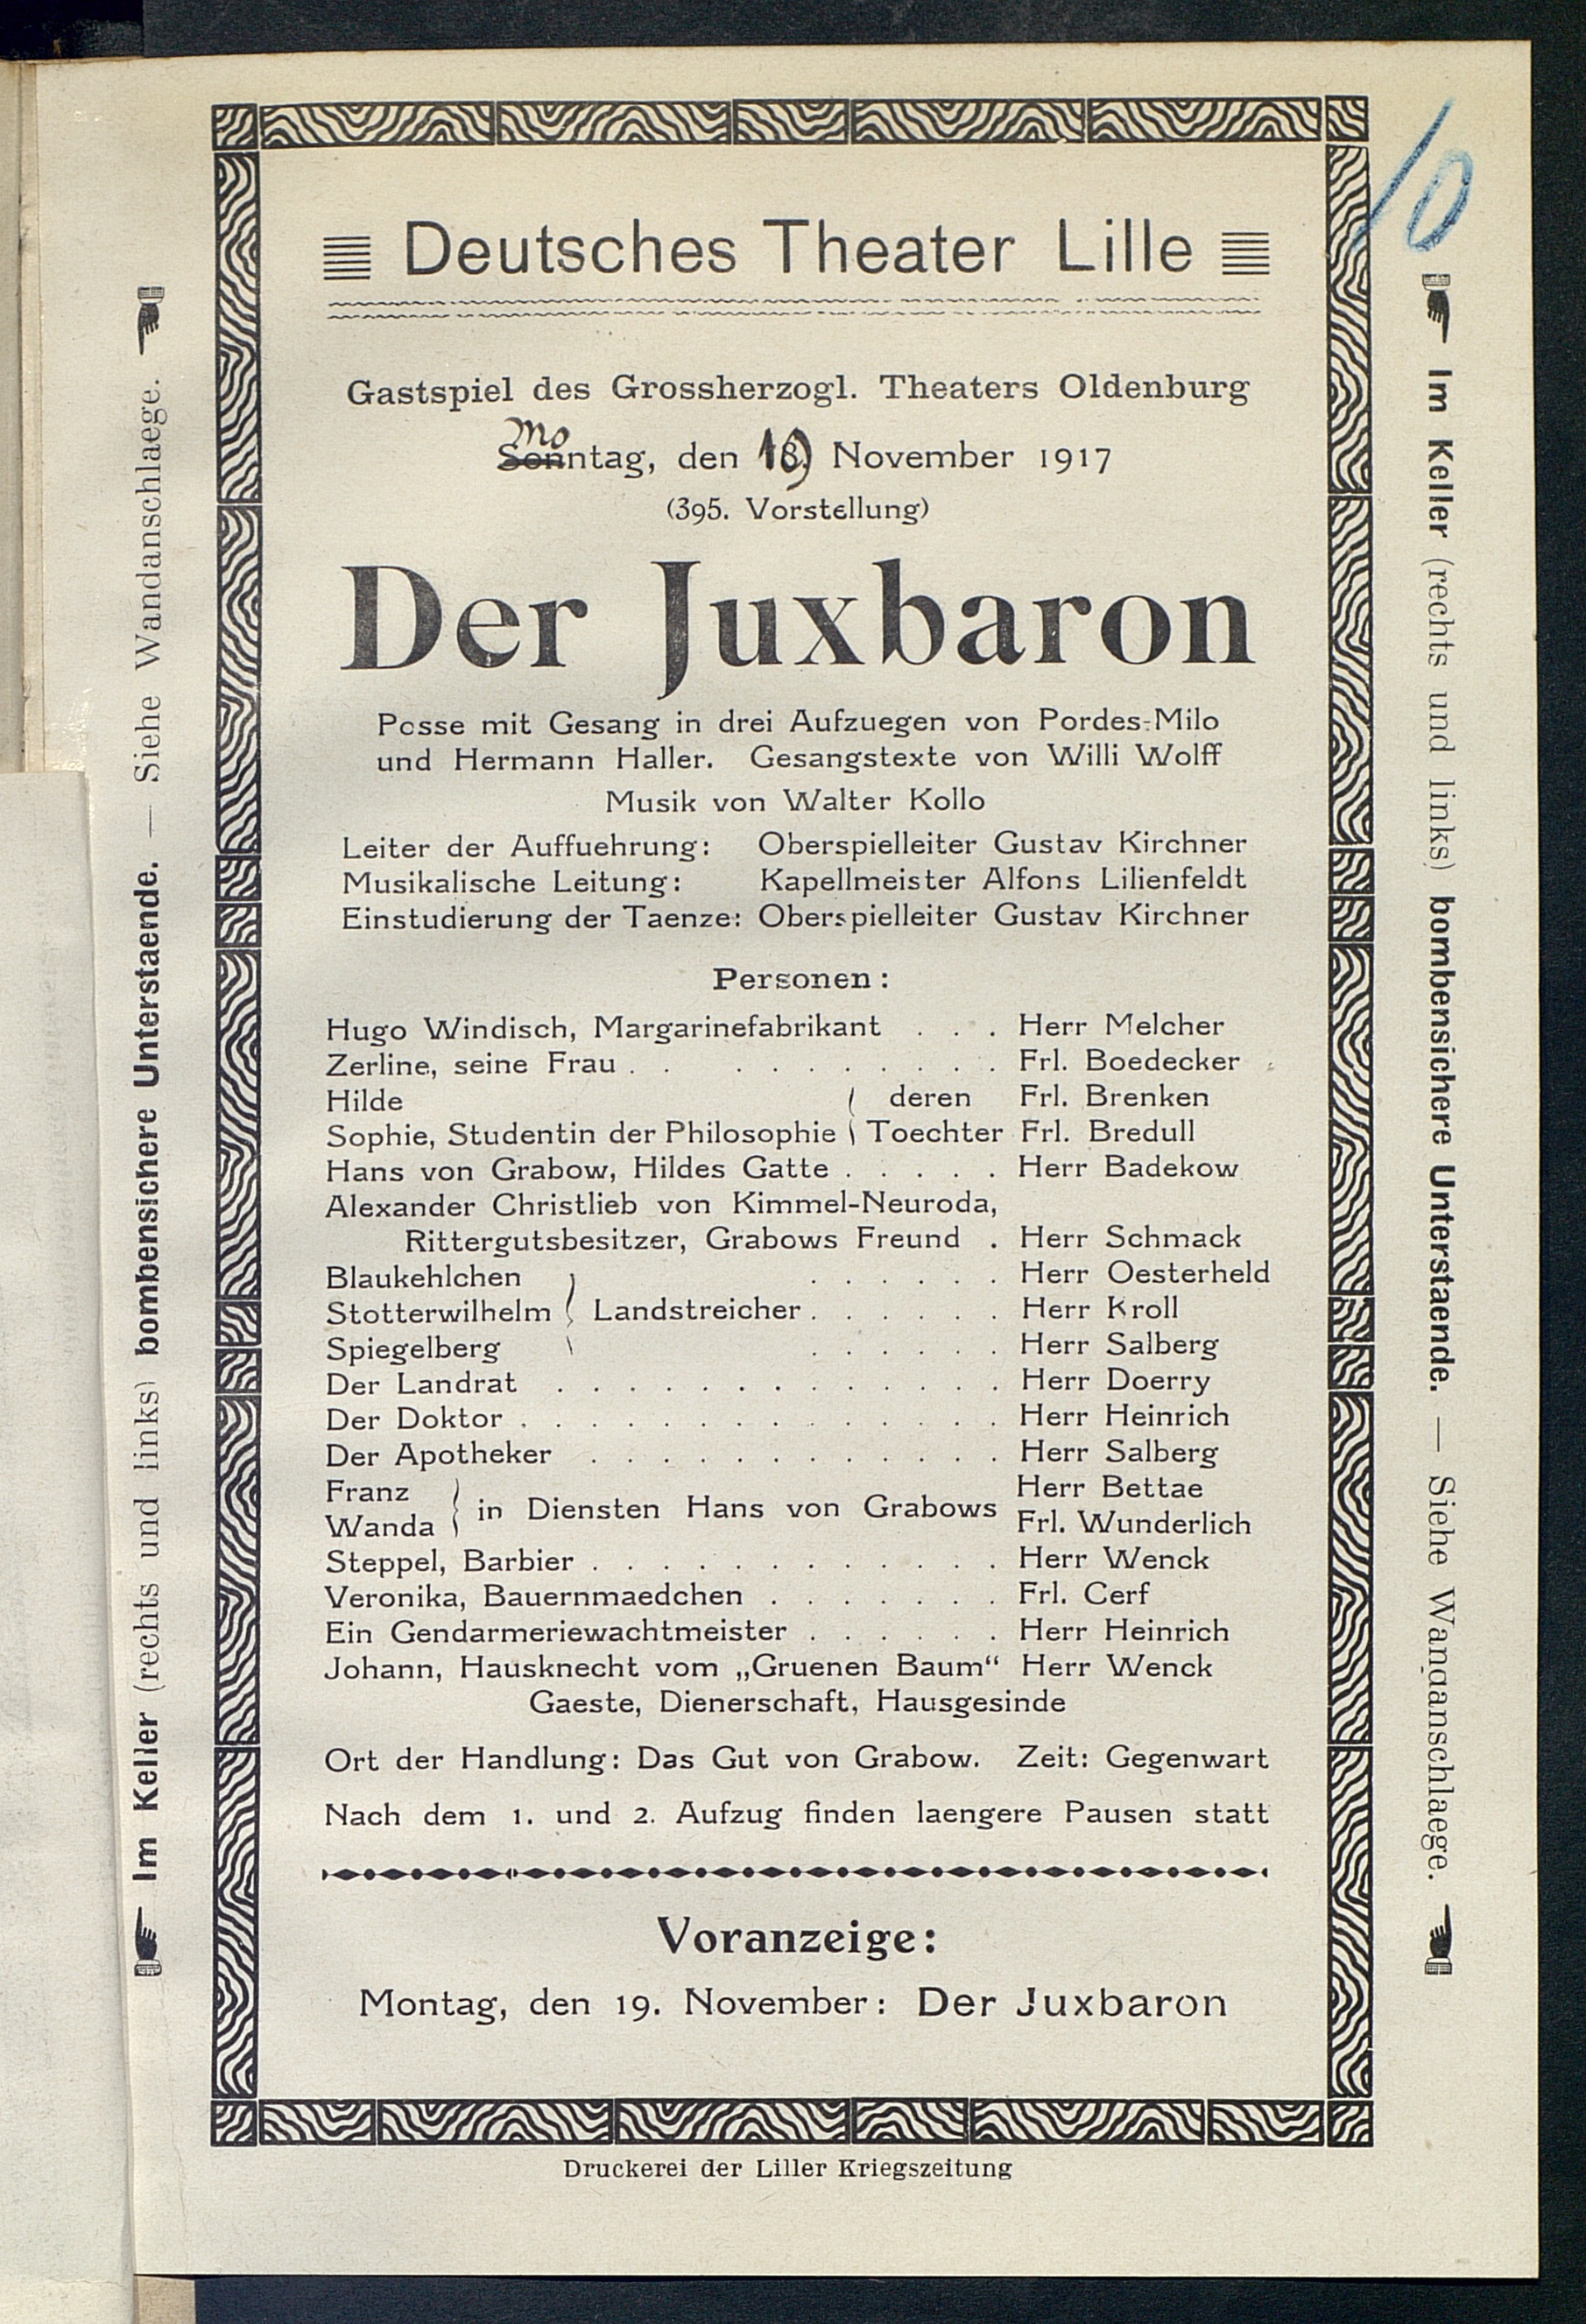 10
Deutsches Theater Lille
Gastspiel des Grossherzogl. Theaters Oldenburg
Mo
Sonntag, den 18. November 1917
(395. Vorstellung)
Der Juxbaron
Posse mit Gesang in drei Aufzuegen von Pordes-Milo
und Hermann Haller. Gesangstexte von Willi Wolff
Musik von Walter Kollo
Leiter der Auffuehrung: Oberspielleiter Gustav Kirchner
Musikalische Leitung: Kapellmeister Alfons Lilienfeldt
Einstudierung der Taenze: Oberspielleiter Gustav Kirchner
Personen:
Hugo Windisch, Margarinefabrikant . . . Herr Melcher
Zerline, seine Frau . . . . . . . . . . Frl. Boedecker
Hilde } deren Frl. Brenken
Sophie, Studentin der Philosophie } Toechter Frl. Bredull
Hans von Grabow, Hildes Gatte . . . . . Herr Badekow
Alexander Christlieb von Kimmel-Neuroda,
Rittergutsbesitzer, Grabows Freund . Herr Schmack
Blaukehlchen . . . . . . Herr Oesterheld
Stotterwilhelm } Landstreicher . . . . . . Herr Kroll
Spiegelberg . . . . . . Herr Salberg
Der Landrat . . . . . . . . . . . . . Herr Doerry
Der Doktor . . . . . . . . . . . . . . Herr Heinrich
Der Apotheker . . . . . . . . . . . . Herr Salberg
Franz } in Diensten Hans von Grabows Herr Bettae
Wanda } Frl. Wunderlich
Steppel, Barbier . . . . . . . . . . . . Herr Wenck
Veronika, Bauernmaedchen . . . . . . . Frl. Cerf
Ein Gendarmeriewachtmeister . . . . . . Herr Heinrich
Johann, Hausknecht vom „Gruenen Baum“ Herr Wenck
Gaeste, Dienerschaft, Hausgesinde
Ort der Handlung: Das Gut von Grabow. Zeit: Gegenwart
Nach dem 1. und 2. Aufzug finden laengere Pausen statt
Voranzeige:
Montag, den 19. November: Der Juxbaron
Druckerei der Liller Kriegszeitung
Im Keller (rechts und links) bombensichere Unterstaende. — Siehe Wandanschlaege.
Im Keller (rechts und links) bombensichere Unterstaende. — Siehe Wandanschlaege.